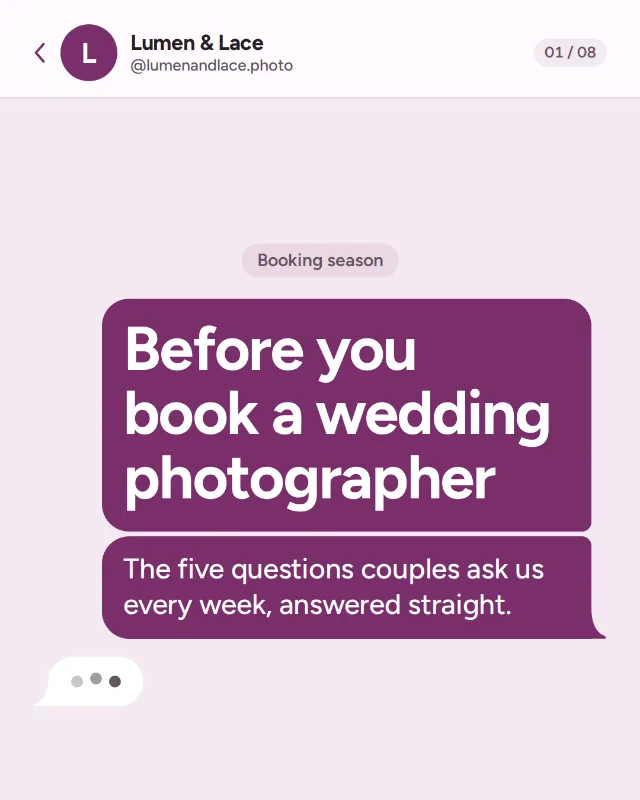 L
Lumen & Lace
@lumenandlace.photo
01 / 08
Booking season
Before you
book a wedding
photographer
The five questions couples ask us
every week, answered straight.